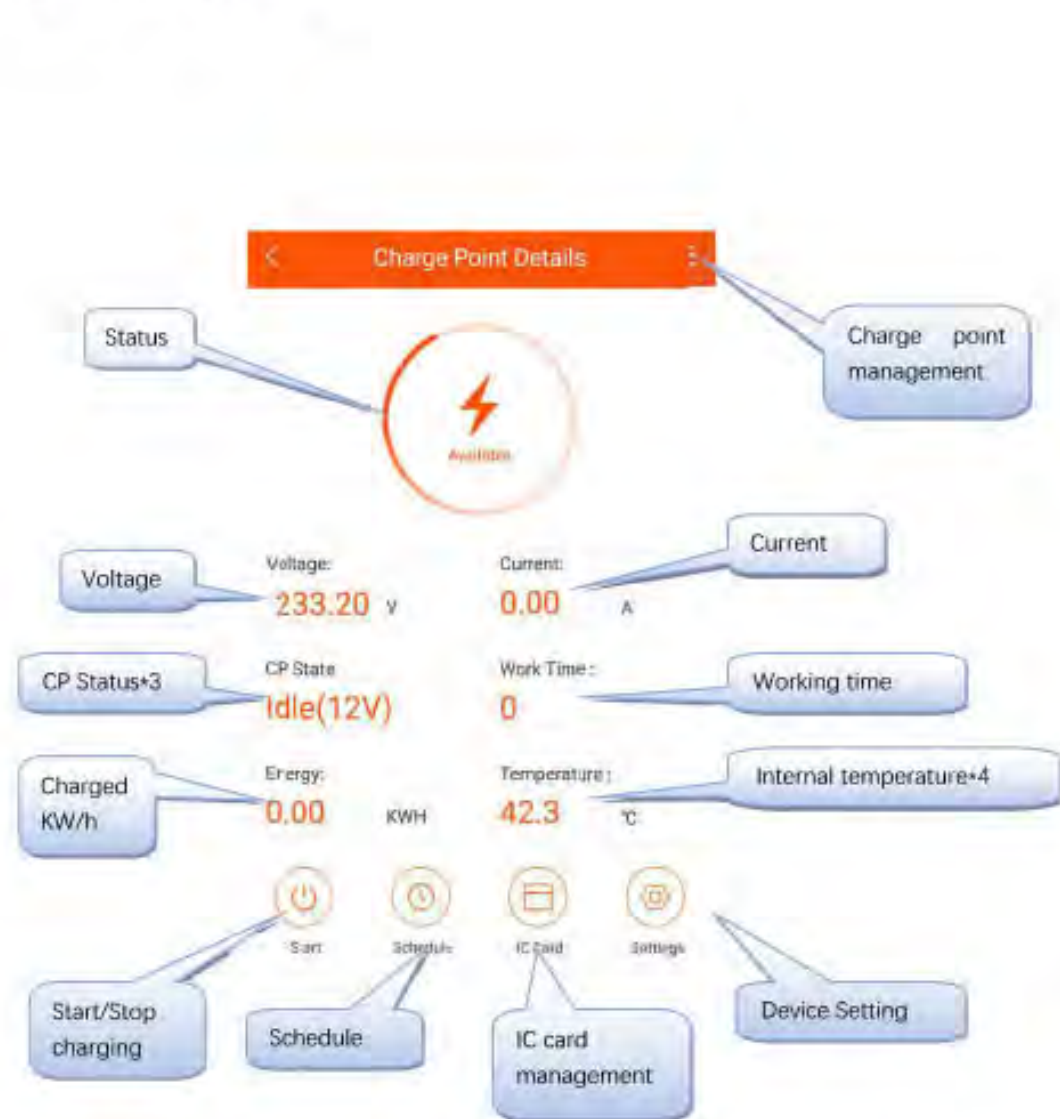 Charge Point Details
Status
Charge point
management
Available
Current
Voltage
Voltage:
Current:
233.20 V
0.00 A
CP Status*3
CP State
Work Time:
Working time
Idle(12V)
0
Charged
KW/h
Energy:
Temperature:
Internal temperature*4
0.00 KWH
42.3 ℃
Start
Schedule
IC Card
Settings
Start/Stop
charging
Schedule
IC card
management
Device Setting